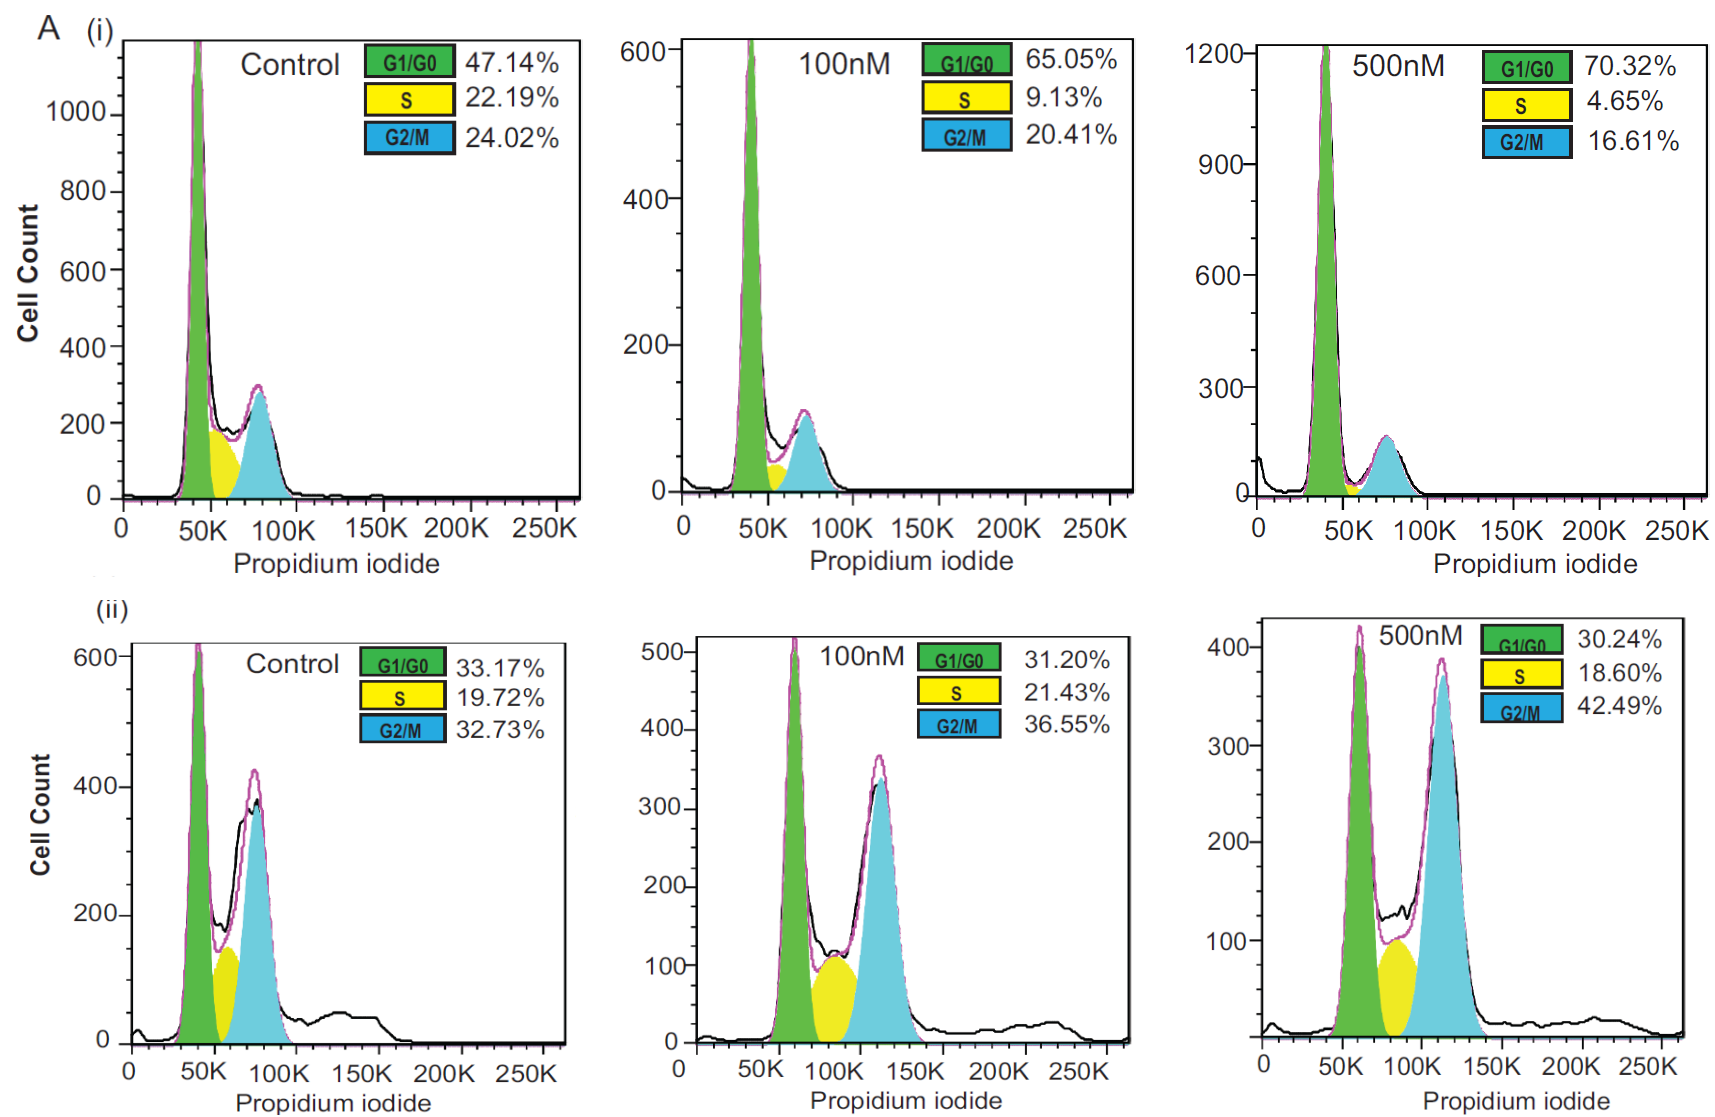 A (i)
Control
G1/G0 47.14%
S 22.19%
G2/M 24.02%
1000
800
600
400
200
0
Cell Count
0 50K 100K 150K 200K 250K
Propidium iodide
100nM
G1/G0 65.05%
S 9.13%
G2/M 20.41%
600
400
200
0
0 50K 100K 150K 200K 250K
Propidium iodide
500nM
G1/G0 70.32%
S 4.65%
G2/M 16.61%
1200
900
600
300
0
0 50K 100K 150K 200K 250K
Propidium iodide
(ii)
Control
G1/G0 33.17%
S 19.72%
G2/M 32.73%
600
400
200
0
Cell Count
0 50K 100K 150K 200K 250K
Propidium iodide
100nM
G1/G0 31.20%
S 21.43%
G2/M 36.55%
500
400
300
200
100
0
0 50K 100K 150K 200K 250K
Propidium iodide
500nM
G1/G0 30.24%
S 18.60%
G2/M 42.49%
400
300
200
100
0 50K 100K 150K 200K 250K
Propidium iodide